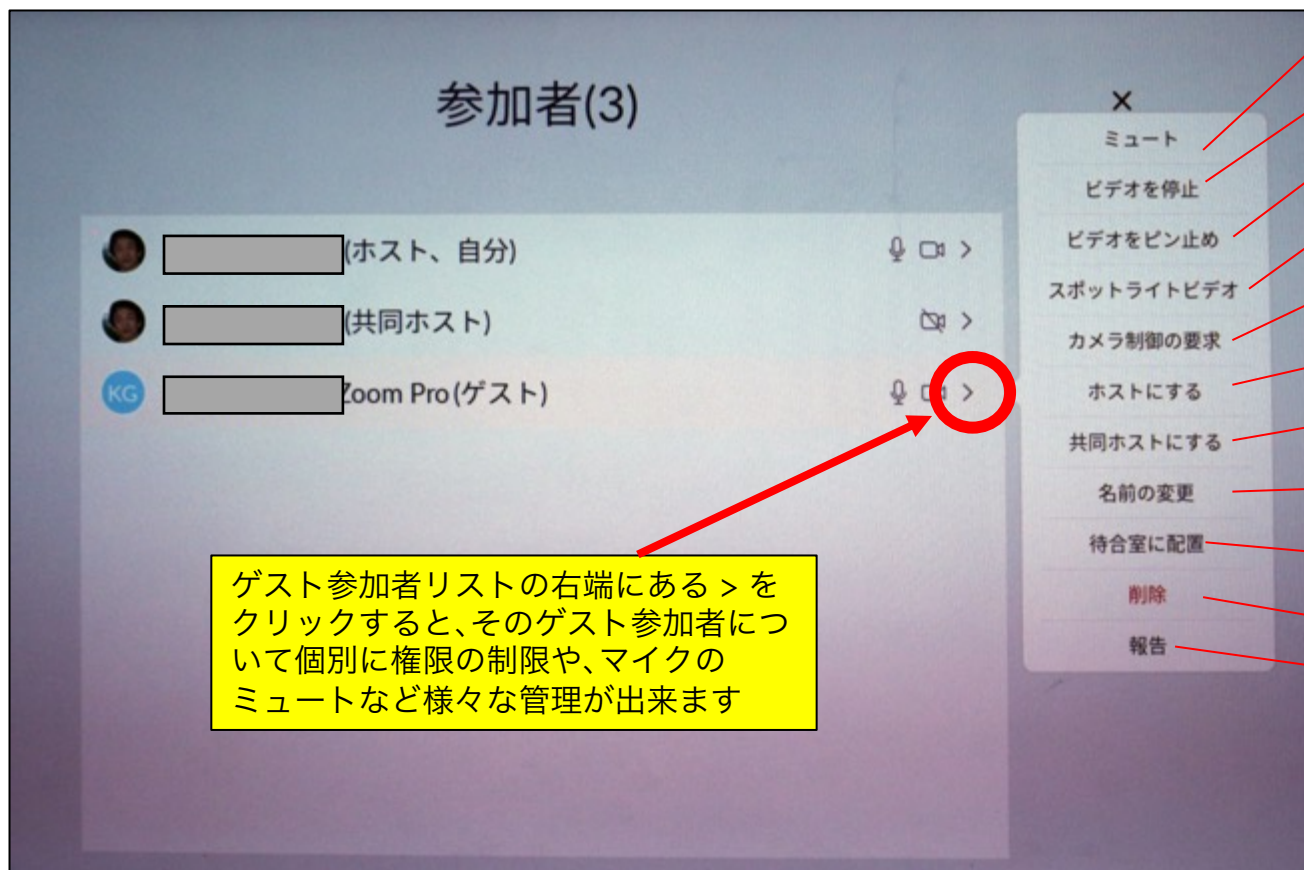 参加者(3)
×
(ホスト、自分)
(共同ホスト)
KG
Zoom Pro(ゲスト)
ミュート
ビデオを停止
ビデオをピン止め
スポットライトビデオ
カメラ制御の要求
ホストにする
共同ホストにする
名前の変更
待合室に配置
削除
報告
ゲスト参加者リストの右端にある > を
クリックすると、そのゲスト参加者につ
いて個別に権限の制限や、マイクの
ミュートなど様々な管理が出来ます